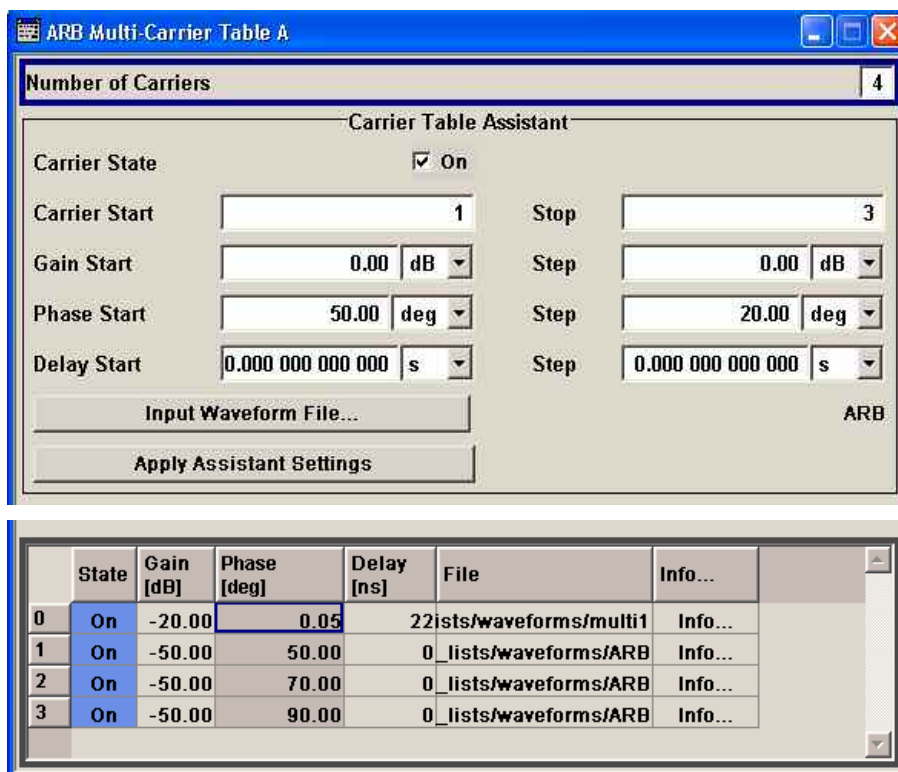 ARB Multi-Carrier Table A
Number of Carriers 4
Carrier Table Assistant
Carrier State On
Carrier Start 1 Stop 3
Gain Start 0.00 dB Step 0.00 dB
Phase Start 50.00 deg Step 20.00 deg
Delay Start 0.000 000 000 000 s Step 0.000 000 000 000 s
Input Waveform File... ARB
Apply Assistant Settings
State Gain [dB] Phase [deg] Delay [ns] File Info...
0 On -20.00 0.05 22 ists/waveforms/multi1 Info...
1 On -50.00 50.00 0 _lists/waveforms/ARB Info...
2 On -50.00 70.00 0 _lists/waveforms/ARB Info...
3 On -50.00 90.00 0 _lists/waveforms/ARB Info...